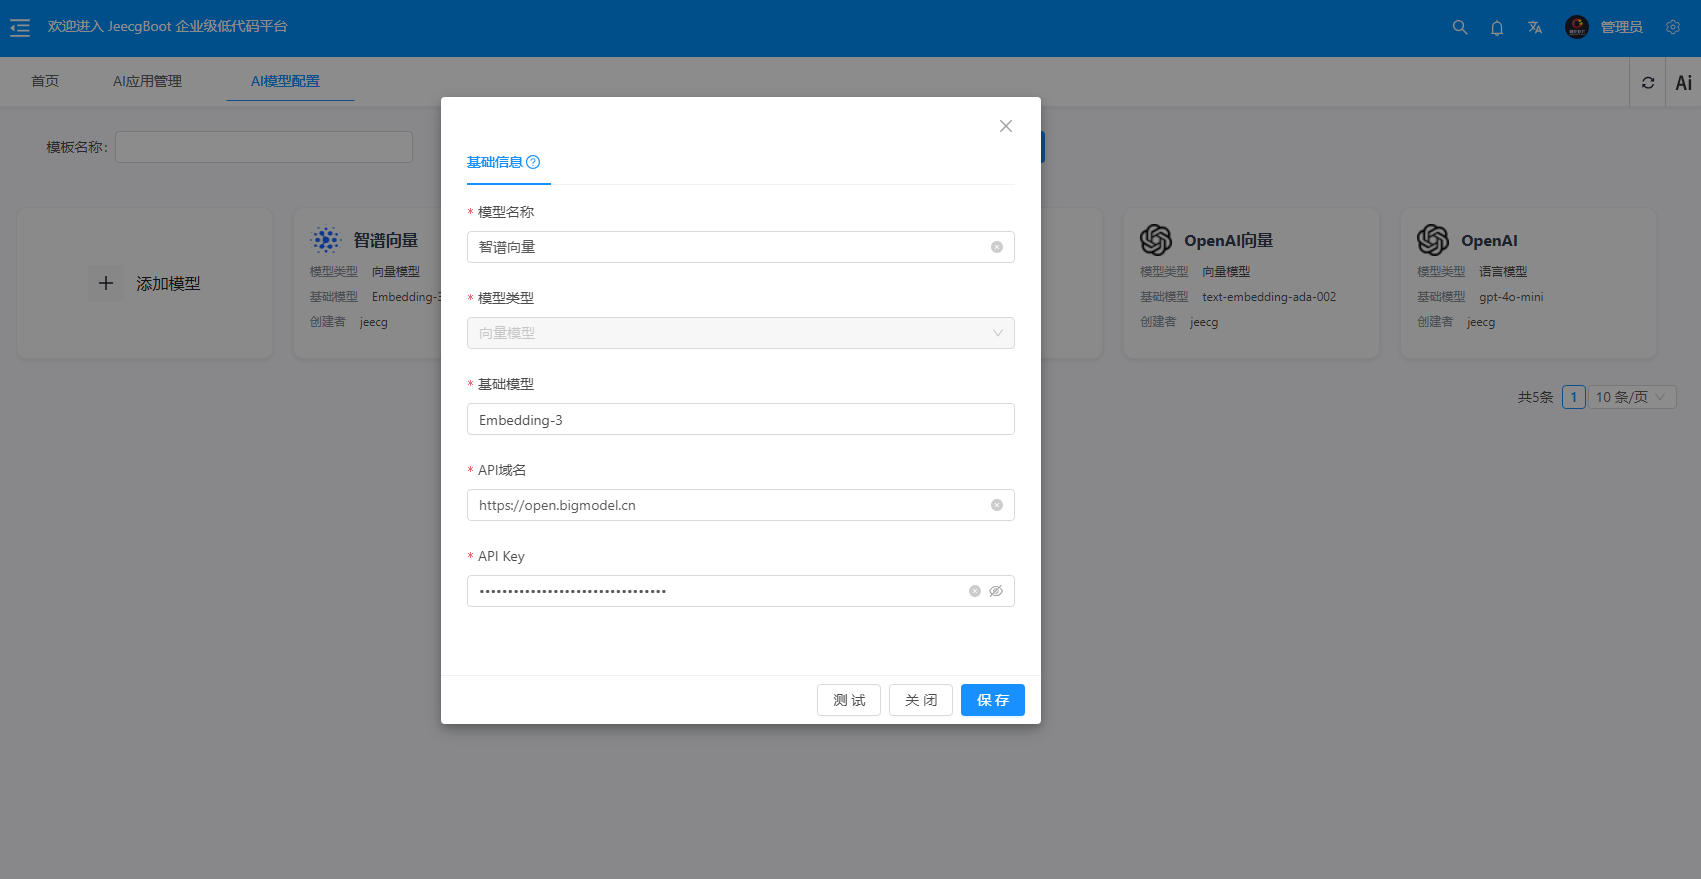 欢迎进入 JeecgBoot 企业级低代码平台
管理员
首页
AI应用管理
AI模型配置
Ai
模板名称:
基础信息
* 模型名称
智谱向量
* 模型类型
向量模型
* 基础模型
Embedding-3
* API域名
https://open.bigmodel.cn
* API Key
••••••••••••••••••••••••••••••••
测 试
关 闭
保 存
添加模型
智谱向量
模型类型 向量模型
基础模型 Embedding-3
创建者 jeecg
OpenAI向量
模型类型 向量模型
基础模型 text-embedding-ada-002
创建者 jeecg
OpenAI
模型类型 语言模型
基础模型 gpt-4o-mini
创建者 jeecg
共5条 1 10 条/页